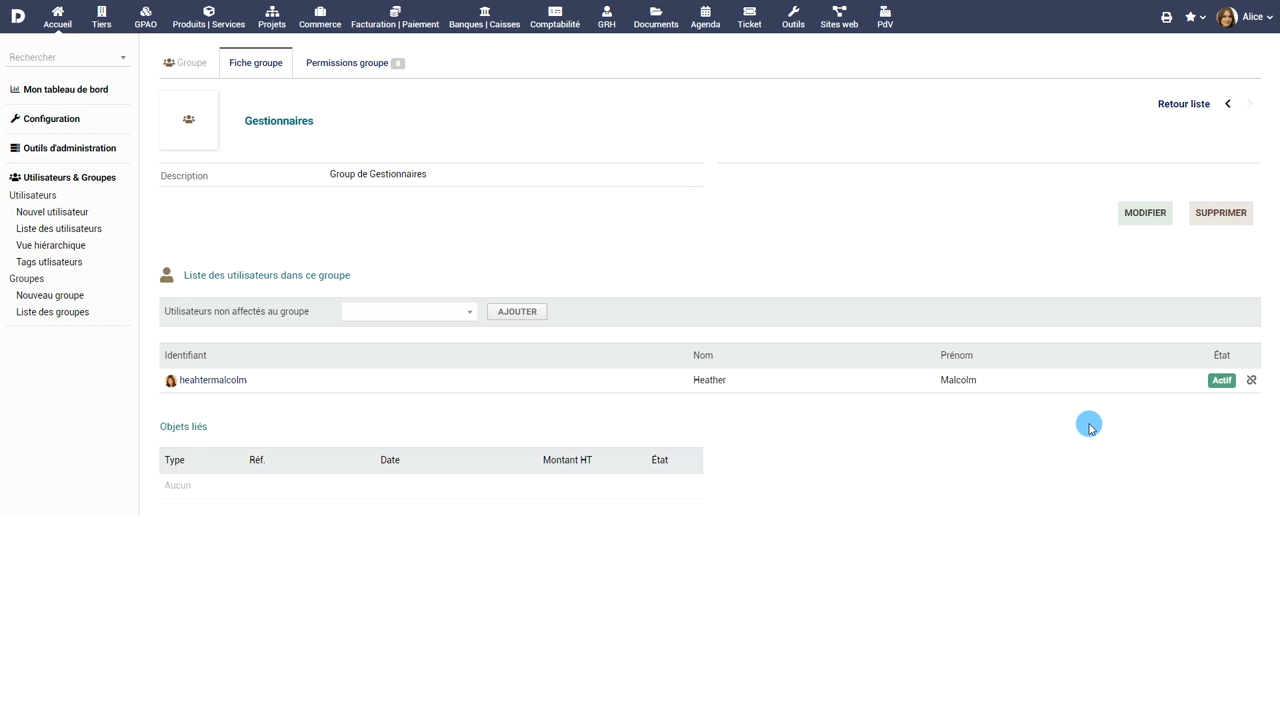 D
Accueil
Tiers
GPAO
Produits | Services
Projets
Commerce
Facturation | Paiement
Banques | Caisses
Comptabilité
GRH
Documents
Agenda
Ticket
Outils
Sites web
PdV
Alice
Rechercher
Mon tableau de bord
Configuration
Outils d'administration
Utilisateurs & Groupes
Utilisateurs
Nouvel utilisateur
Liste des utilisateurs
Vue hiérarchique
Tags utlisateurs
Groupes
Nouveau groupe
Liste des groupes
Groupe
Fiche groupe
Permissions groupe 8
Retour liste
Gestionnaires
Description Group de Gestionnaires
MODIFIER SUPPRIMER
Liste des utilisateurs dans ce groupe
Utilisateurs non affectés au groupe AJOUTER
Identifiant Nom Prénom État
heahtermalcolm Heather Malcolm Actif
Objets liés
Type Réf. Date Montant HT État
Aucun